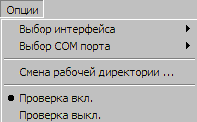 Опции
Выбор интерфейса
Выбор COM порта
Смена рабочей директории ...
Проверка вкл.
Проверка выкл.